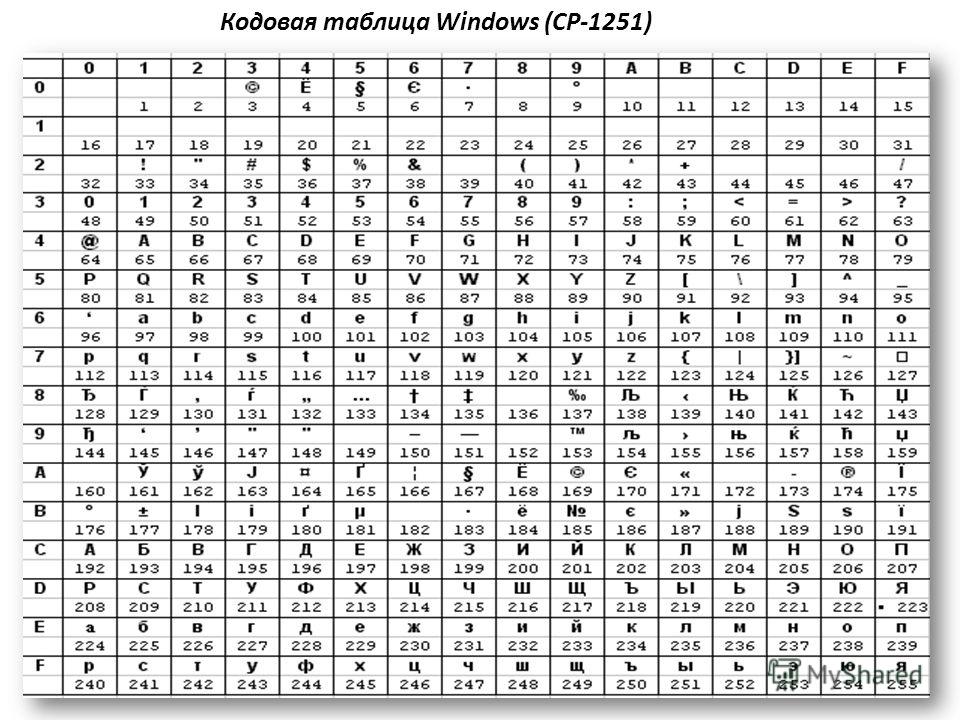 Кодовая таблица Windows (CP-1251)
0 1 2 3 4 5 6 7 8 9 A B C D E F
0 © Ё § Є · °
1 2 3 4 5 6 7 8 9 10 11 12 13 14 15
1
16 17 18 19 20 21 22 23 24 25 26 27 28 29 30 31
2 ! " # $ % & ( ) * + /
32 33 34 35 36 37 38 39 40 41 42 43 44 45 46 47
3 0 1 2 3 4 5 6 7 8 9 : ; < = > ?
48 49 50 51 52 53 54 55 56 57 58 59 60 61 62 63
4 @ A B C D E F G H I J K L M N O
64 65 66 67 68 69 70 71 72 73 74 75 76 77 78 79
5 P Q R S T U V W X Y Z [ \ ] ^ _
80 81 82 83 84 85 86 87 88 89 90 91 92 93 94 95
6 ‘ a b c d e f g h i j k l m n o
96 97 98 99 100 101 102 103 104 105 106 107 108 109 110 111
7 p q r s t u v w x y z { | }] ~ □
112 113 114 115 116 117 118 119 120 121 122 123 124 125 126 127
8 Ђ Ѓ ‚ ѓ „ … † ‡ ‰ Љ ‹ Њ Ќ Ћ Џ
128 129 130 131 132 133 134 135 136 137 138 139 140 141 142 143
9 ђ ‘ ’ " " – — ™ љ › њ ќ ћ џ
144 145 146 147 148 149 150 151 152 153 154 155 156 157 158 159
A Ў ў J ¤ Ґ ¦ § Ё © Є « - ® Ї
160 161 162 163 164 165 166 167 168 169 170 171 172 173 174 175
B ° ± І і ґ µ · ё № є » j S s ї
176 177 178 179 180 181 182 183 184 185 186 187 188 189 190 191
C А Б В Г Д Е Ж З И Й К Л М Н О П
192 193 194 195 196 197 198 199 200 201 202 203 204 205 206 207
D Р С Т У Ф Х Ц Ч Ш Щ Ъ Ы Ь Э Ю Я
208 209 210 211 212 213 214 215 216 217 218 219 220 221 222 ▪ 223
E а б в г д е ж з и й к л м н о п
224 225 226 227 228 229 230 231 232 233 234 235 236 237 238 239
F р с т у ф х ц ч ш щ ъ ы ь э ю я
240 241 242 243 244 245 246 247 248 249 250 251 252 253 254 255
MyShared